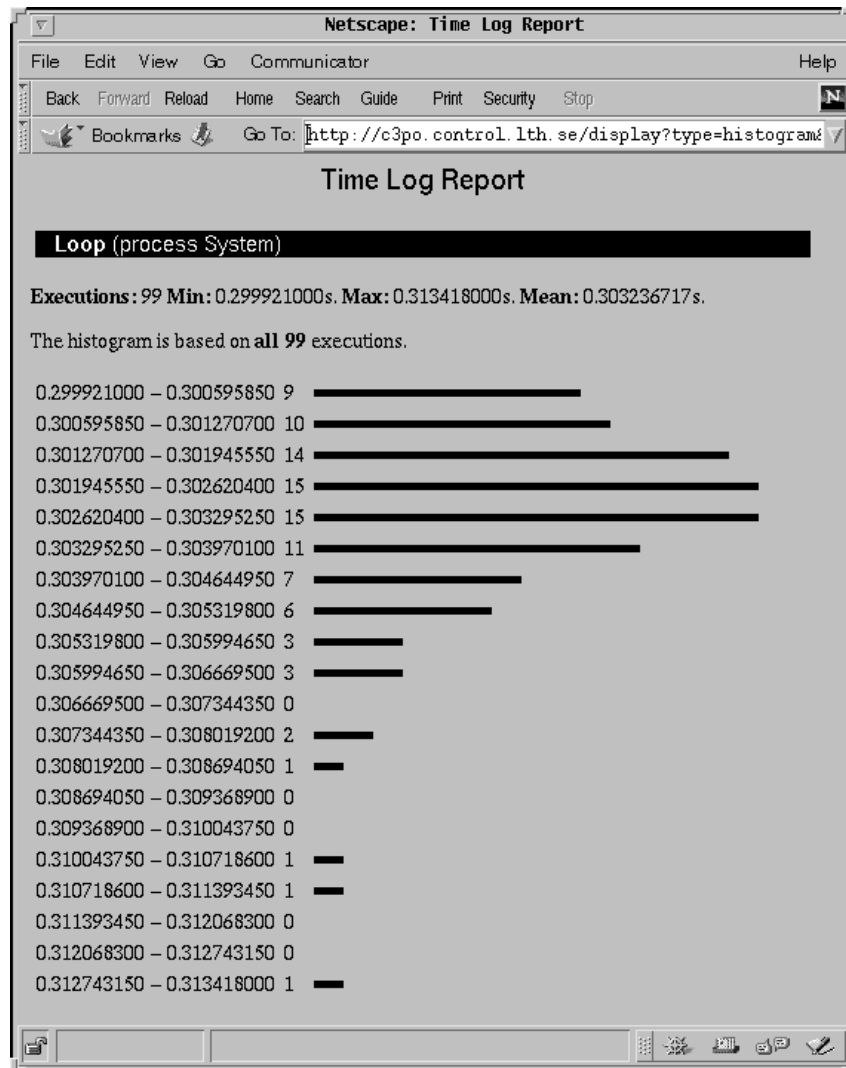 Netscape: Time Log Report
File Edit View Go Communicator Help
Back Forward Reload Home Search Guide Print Security Stop N
Bookmarks Go To: http://c3po.control.lth.se/display?type=histogram&
Time Log Report
Loop (process System)
Executions: 99 Min: 0.299921000s. Max: 0.313418000s. Mean: 0.303236717s.
The histogram is based on all 99 executions.
0.299921000 – 0.300595850 9
0.300595850 – 0.301270700 10
0.301270700 – 0.301945550 14
0.301945550 – 0.302620400 15
0.302620400 – 0.303295250 15
0.303295250 – 0.303970100 11
0.303970100 – 0.304644950 7
0.304644950 – 0.305319800 6
0.305319800 – 0.305994650 3
0.305994650 – 0.306669500 3
0.306669500 – 0.307344350 0
0.307344350 – 0.308019200 2
0.308019200 – 0.308694050 1
0.308694050 – 0.309368900 0
0.309368900 – 0.310043750 0
0.310043750 – 0.310718600 1
0.310718600 – 0.311393450 1
0.311393450 – 0.312068300 0
0.312068300 – 0.312743150 0
0.312743150 – 0.313418000 1